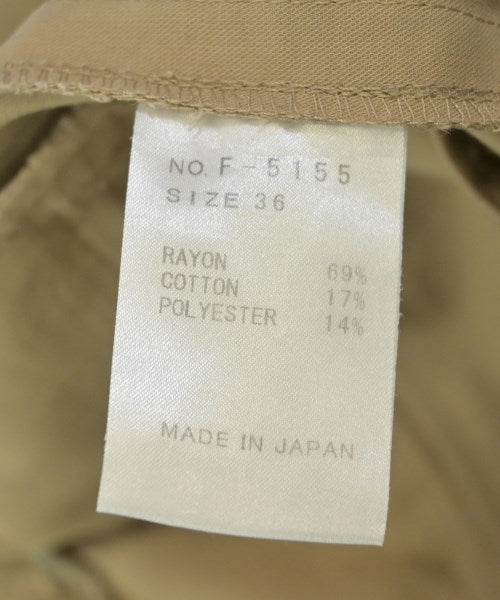 NO. F-5155
SIZE 36
RAYON 69%
COTTON 17%
POLYESTER 14%
MADE IN JAPAN